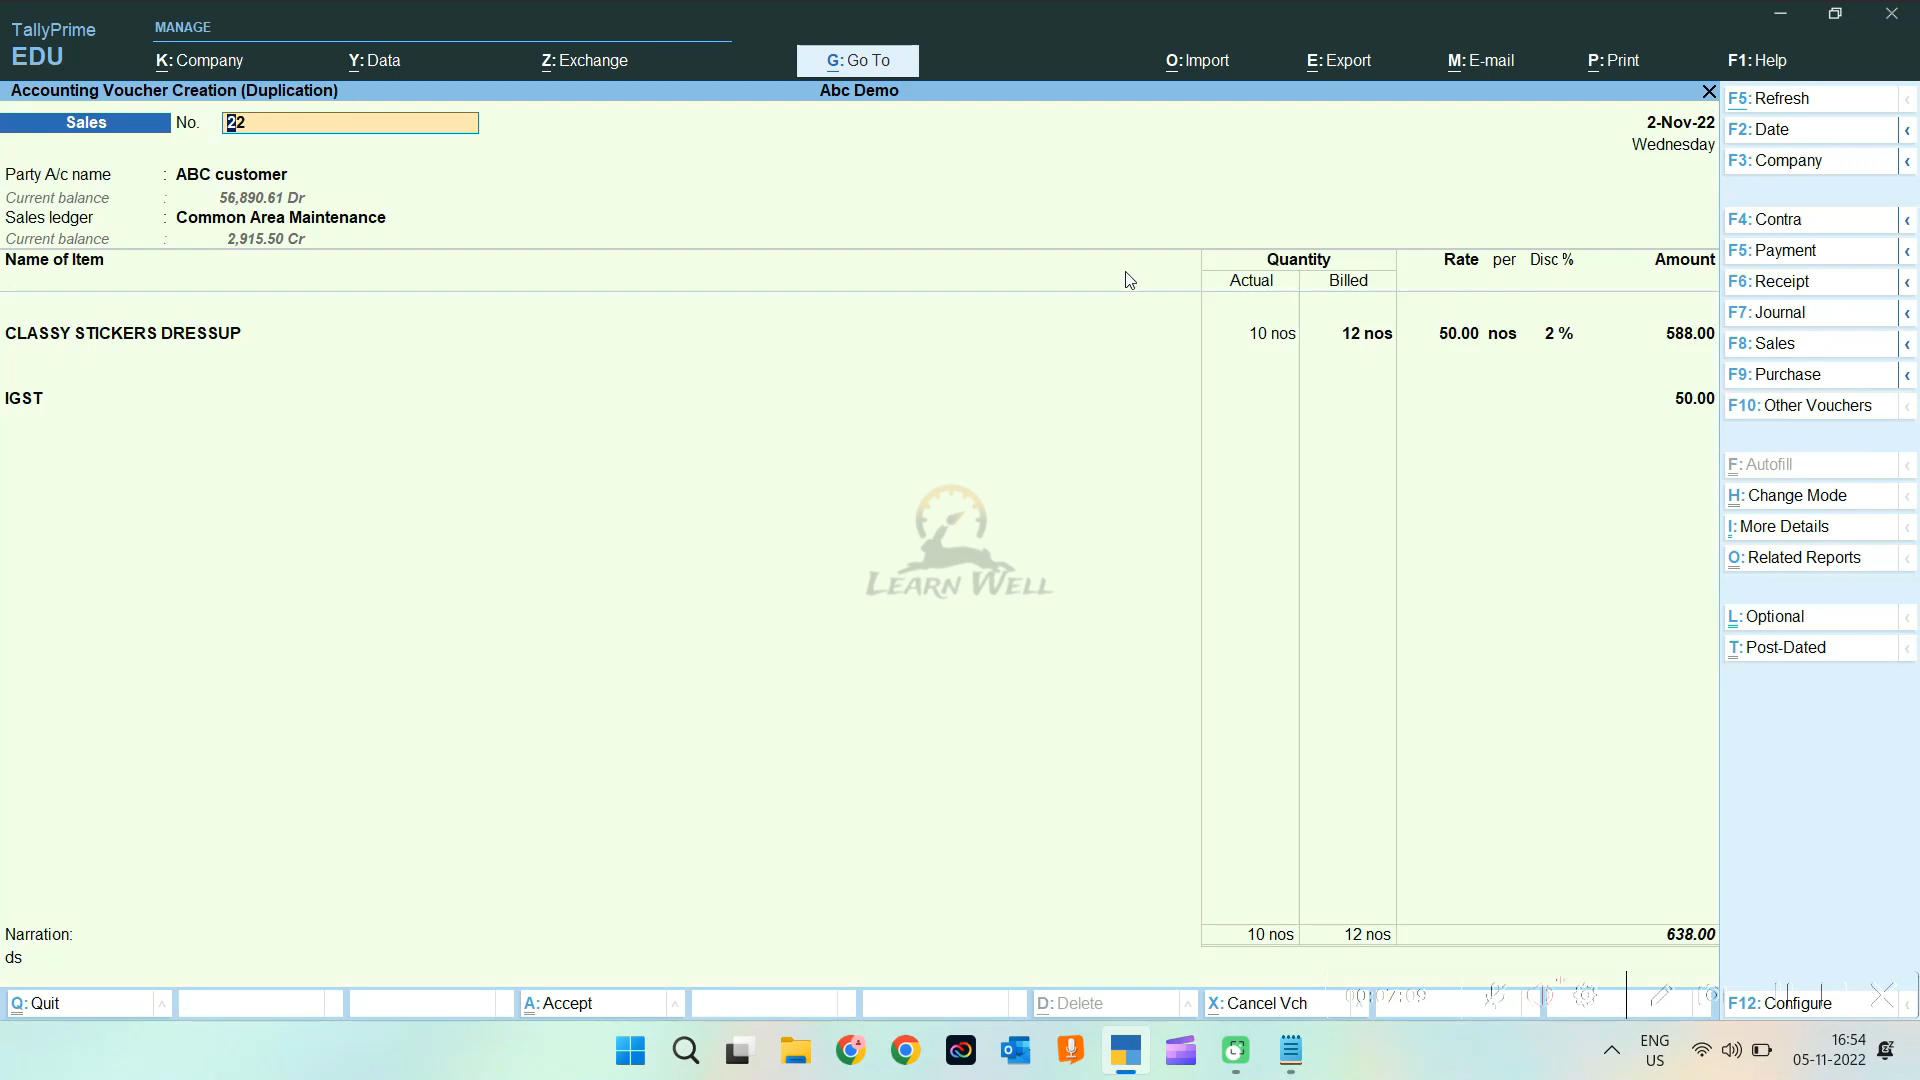 TallyPrime
EDU
MANAGE
K: Company
Y: Data
Z: Exchange
G: Go To
O: Import
E: Export
M: E-mail
P: Print
F1: Help
Accounting Voucher Creation (Duplication)
Abc Demo
Sales
No.
22
2-Nov-22
Wednesday
Party A/c name : ABC customer
Current balance : 56,890.61 Dr
Sales ledger : Common Area Maintenance
Current balance : 2,915.50 Cr
Name of Item
Quantity
Rate per Disc % Amount
Actual Billed
CLASSY STICKERS DRESSUP 10 nos 12 nos 50.00 nos 2 % 588.00
IGST 50.00
LEARN WELL
Narration:
ds
10 nos 12 nos 638.00
Q: Quit
A: Accept
D: Delete
X: Cancel Vch
00:07:09
F12: Configure
F5: Refresh
F2: Date
F3: Company
F4: Contra
F5: Payment
F6: Receipt
F7: Journal
F8: Sales
F9: Purchase
F10: Other Vouchers
F: Autofill
H: Change Mode
I: More Details
O: Related Reports
L: Optional
T: Post-Dated
ENG
US
16:54
05-11-2022